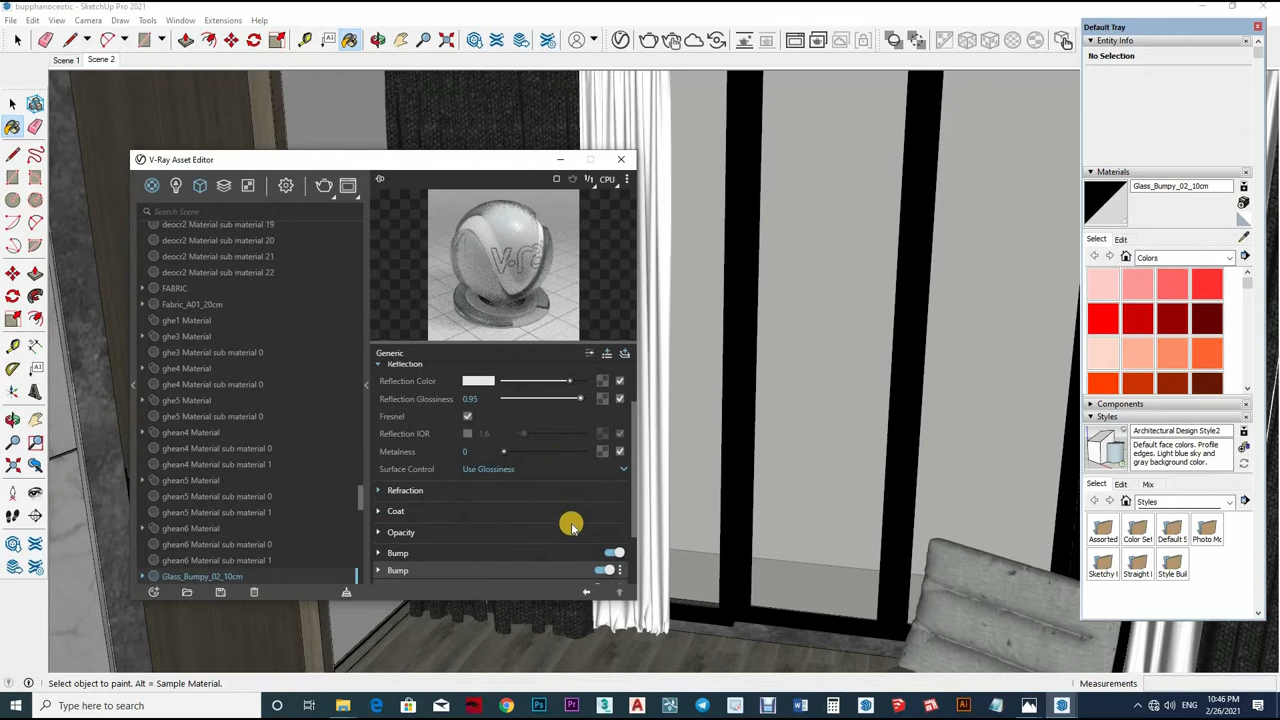 bupphanoceotic - SketchUp Pro 2021
File Edit View Camera Draw Tools Window Extensions Help
Scene 1 Scene 2
Default Tray
Entity Info
No Selection
Materials
Glass_Bumpy_02_10cm
Select Edit
Colors
Components
Styles
Architectural Design Style2
Default face colors. Profile
edges. Light blue sky and
gray background color.
Select Edit Mix
Styles
Assorted Color Set Default S Photo Mo
Sketchy I Straight I Style Buil
V-Ray Asset Editor
1/1 CPU
Search Scene
deocr2 Material sub material 19
deocr2 Material sub material 20
deocr2 Material sub material 21
deocr2 Material sub material 22
FABRIC
Fabric_A01_20cm
ghe1 Material
ghe3 Material
ghe3 Material sub material 0
ghe4 Material
ghe4 Material sub material 0
ghe5 Material
ghe5 Material sub material 0
ghean4 Material
ghean4 Material sub material 0
ghean4 Material sub material 1
ghean5 Material
ghean5 Material sub material 0
ghean5 Material sub material 1
ghean6 Material
ghean6 Material sub material 0
ghean6 Material sub material 1
Glass_Bumpy_02_10cm
Generic
Reflection
Reflection Color
Reflection Glossiness 0.95
Fresnel
Reflection IOR 1.6
Metalness 0
Surface Control Use Glossiness
Refraction
Coat
Opacity
Bump
Bump
Select object to paint. Alt = Sample Material.
Measurements
Type here to search
10:46 PM
2/26/2021